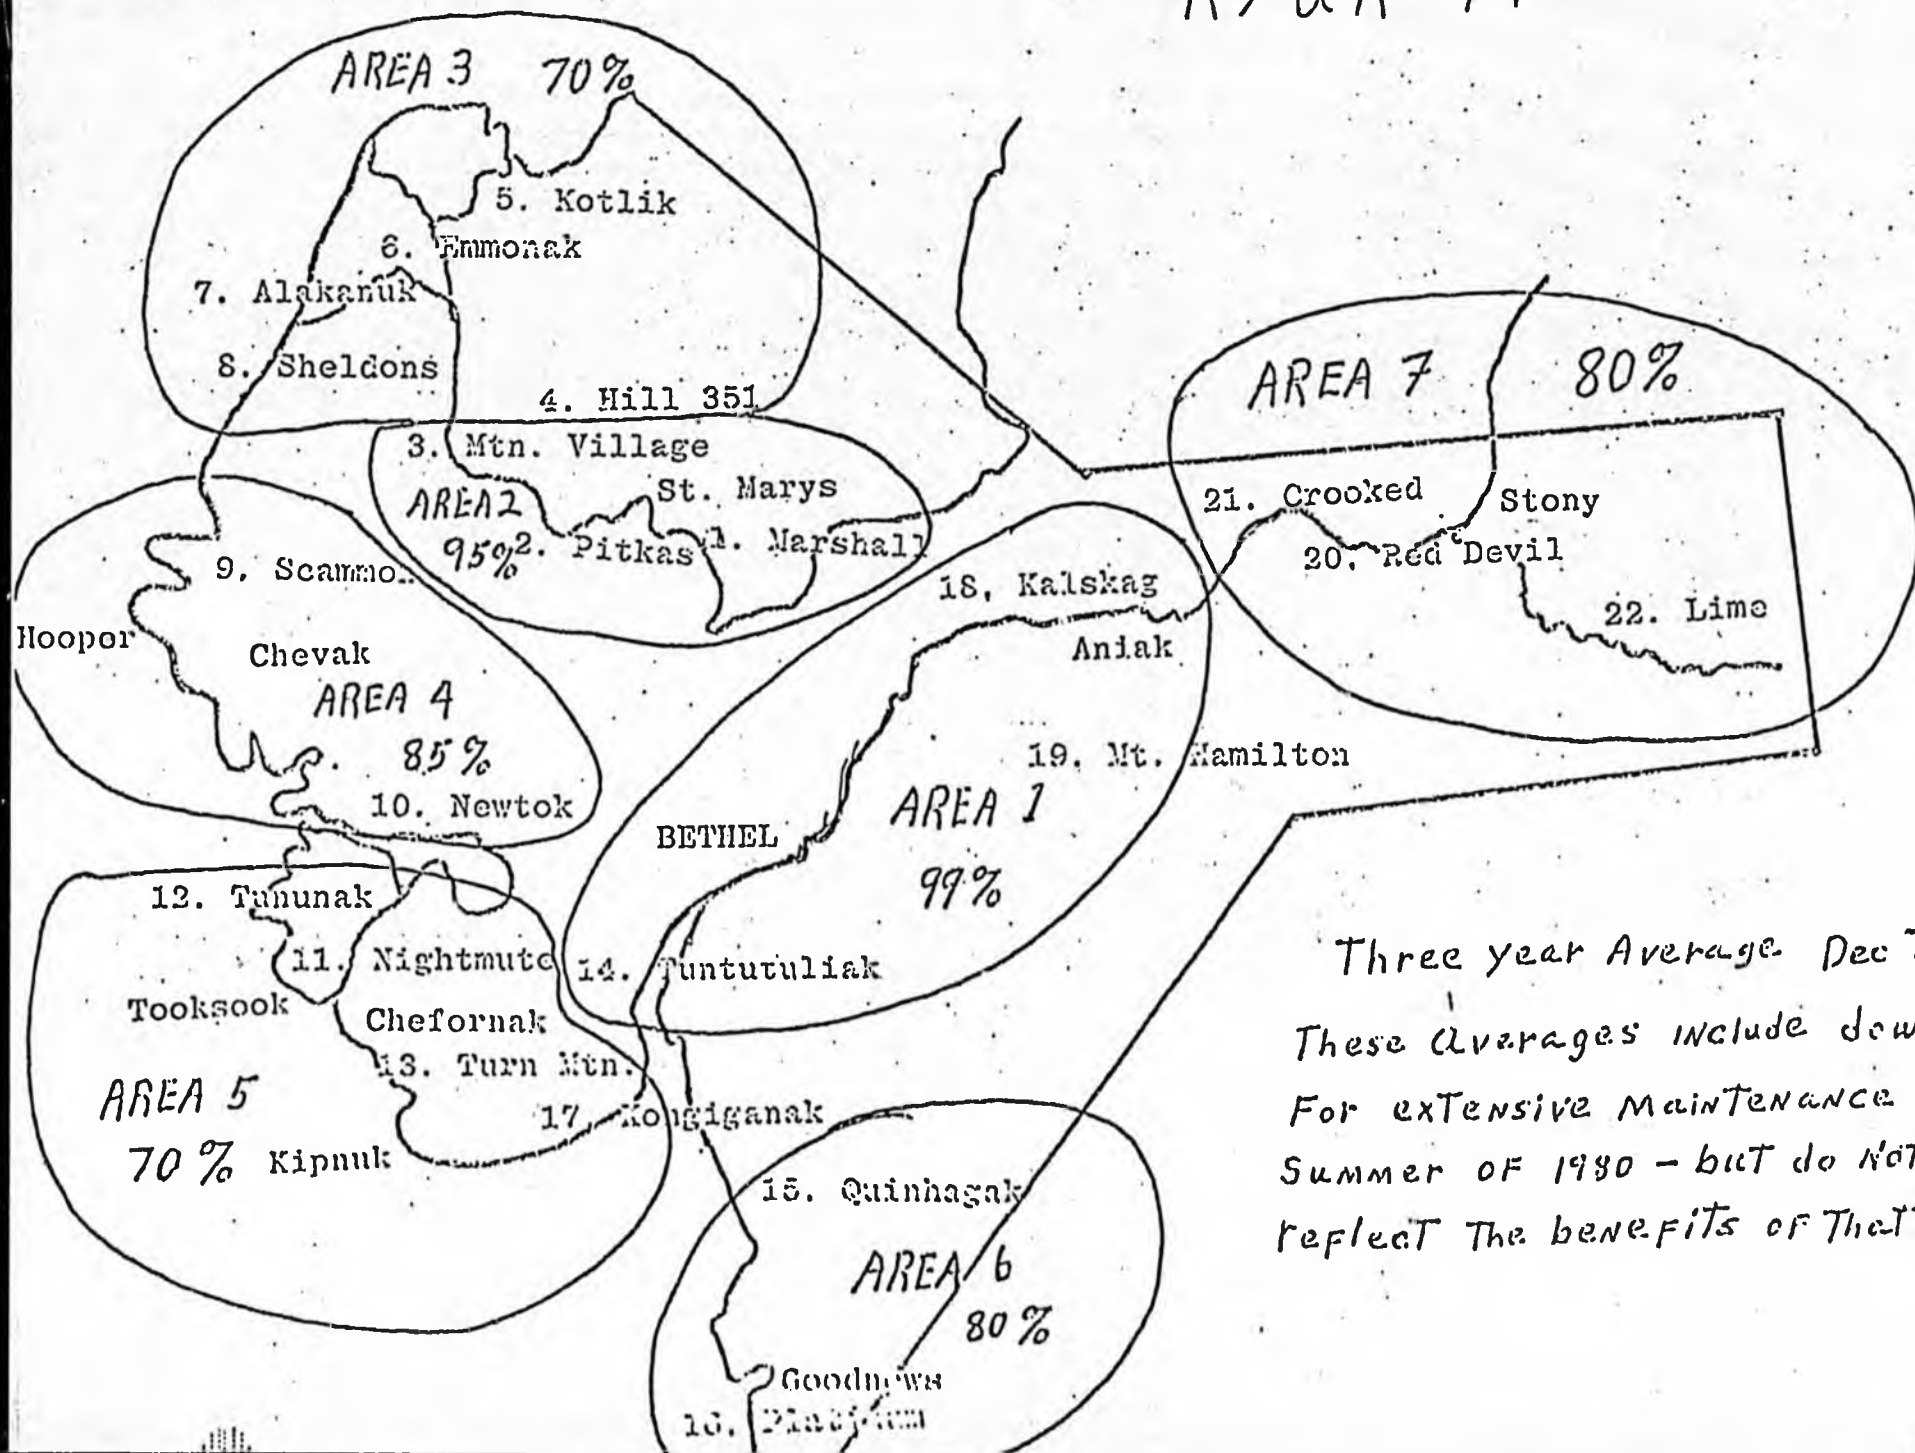 AREA 3 70%
5. Kotlik
6. Emmonak
7. Alakanuk
8. Sheldons
4. Hill 351
AREA 7 80%
3. Mtn. Village
St. Marys
AREA 2
95%
2. Pitkas
1. Marshall
21. Crooked
Stony
20. Red Devil
22. Lime
9. Scammo
Hooper
Chevak
AREA 4
85%
10. Newtok
18. Kalskag
Aniak
19. Mt. Hamilton
BETHEL
AREA 1
99%
12. Tununak
11. Nightmute
14. Tuntutuliak
Tooksook
Chefornak
13. Turn Mtn.
AREA 5
70% Kipnuk
17. Kongiganak
15. Quinhagak
AREA 6
80%
Goodnews
16. Platinum
Three year Average Dec
These Averages include
For extensive Maintenance
Summer of 1980 - but do Not
reflect The benefits of That